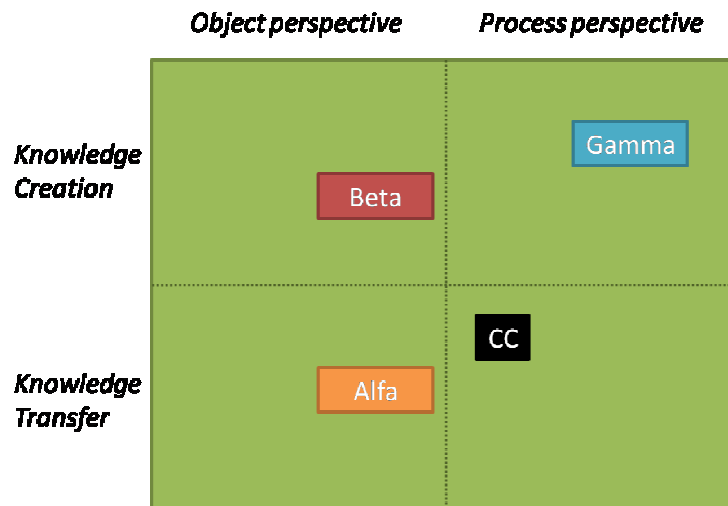 Object perspective Process perspective
Knowledge
Creation
Gamma
Beta
CC
Knowledge
Transfer
Alfa